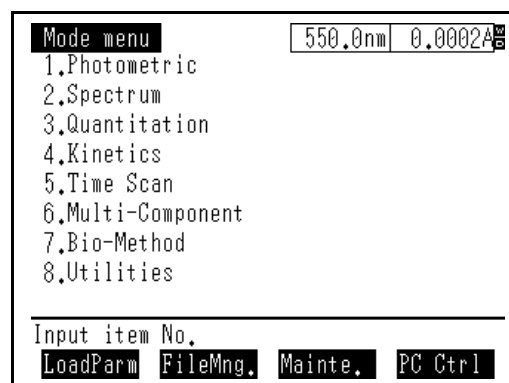 Mode menu 550.0nm 0.0002A
1.Photometric
2.Spectrum
3.Quantitation
4.Kinetics
5.Time Scan
6.Multi-Component
7.Bio-Method
8.Utilities
Input item No.
LoadParm FileMng. Mainte. PC Ctrl